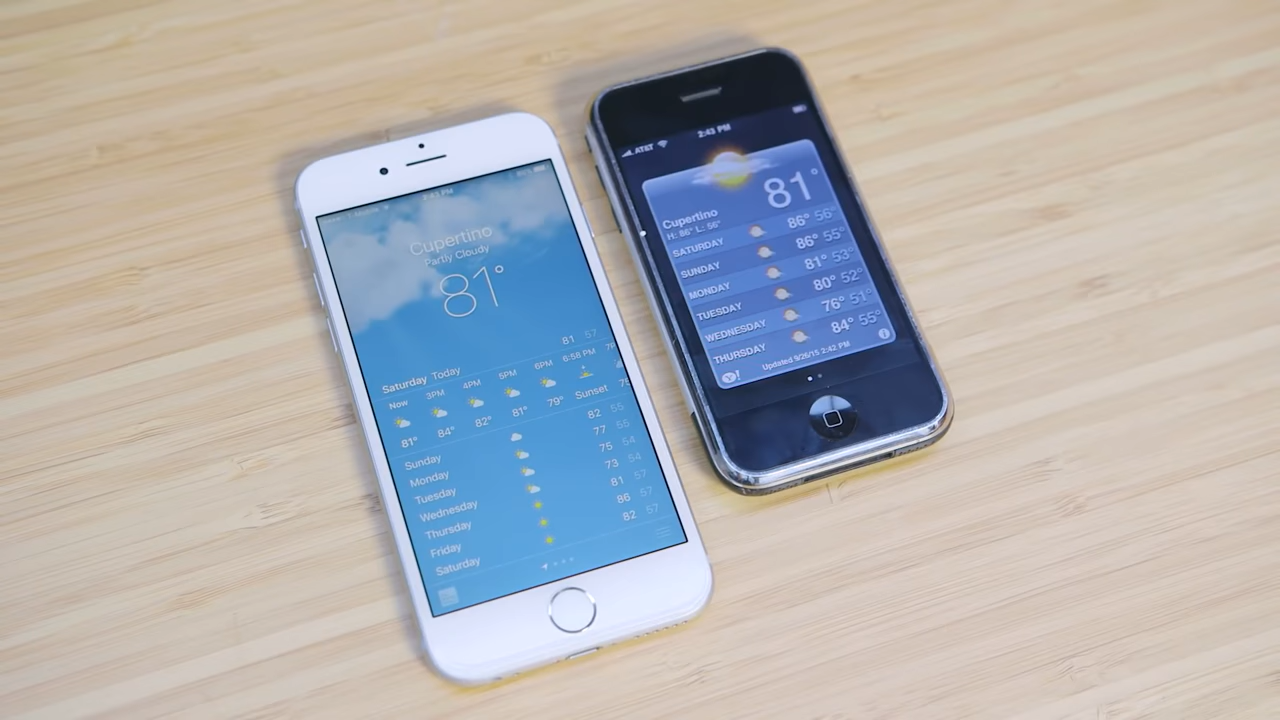 Cupertino
Partly Cloudy
81°
Saturday Today 81 57
Now 3PM 4PM 5PM 6PM 6:58 PM
81° 84° 82° 81° 79° Sunset
Sunday 82 55
Monday 77 55
Tuesday 75 54
Wednesday 73 54
Thursday 81 57
Friday 86 57
Saturday 82 57
AT&T 2:43 PM
81°
Cupertino
H: 86° L: 56°
SATURDAY 86° 56°
SUNDAY 86° 55°
MONDAY 81° 53°
TUESDAY 80° 52°
WEDNESDAY 76° 51°
THURSDAY 84° 55°
Y! Updated 9/26/15 2:42 PM i